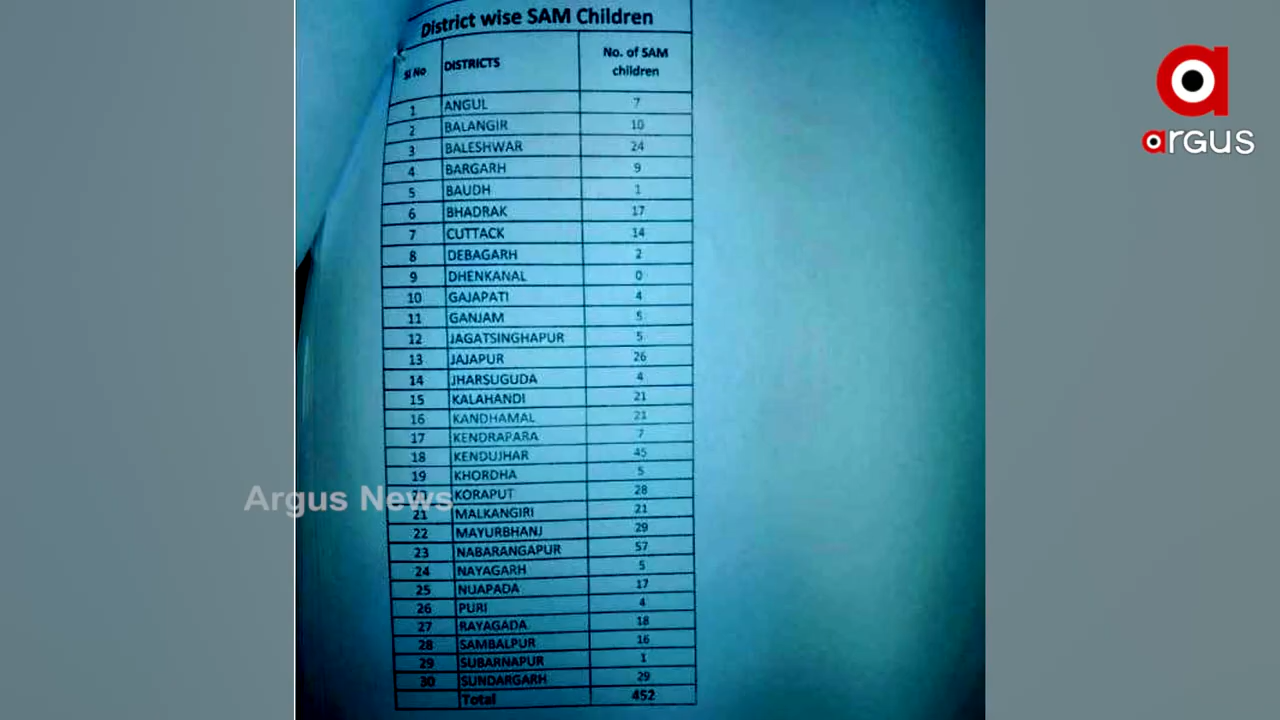 District wise SAM Children
Sl No DISTRICTS No. of SAM children
1 ANGUL 7
2 BALANGIR 10
3 BALESHWAR 24
4 BARGARH 9
5 BAUDH 1
6 BHADRAK 17
7 CUTTACK 14
8 DEBAGARH 2
9 DHENKANAL 0
10 GAJAPATI 4
11 GANJAM 5
12 JAGATSINGHAPUR 5
13 JAJAPUR 26
14 JHARSUGUDA 4
15 KALAHANDI 21
16 KANDHAMAL 21
17 KENDRAPARA 7
18 KENDUJHAR 45
19 KHORDHA 5
KORAPUT 28
21 MALKANGIRI 21
22 MAYURBHANJ 29
23 NABARANGAPUR 57
24 NAYAGARH 5
25 NUAPADA 17
26 PURI 4
27 RAYAGADA 18
28 SAMBALPUR 16
29 SUBARNAPUR 1
30 SUNDARGARH 29
Total 452
Argus News
argus